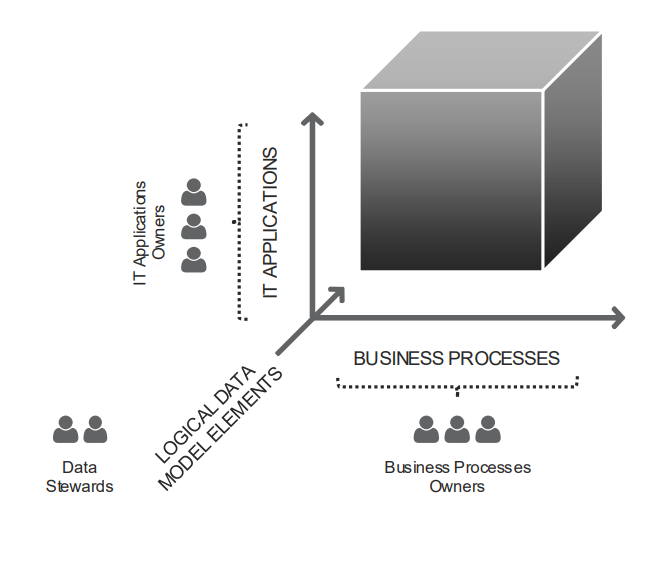 IT Applications
Owners
IT APPLICATIONS
BUSINESS PROCESSES
LOGICAL DATA
MODEL ELEMENTS
Data
Stewards
Business Processes
Owners